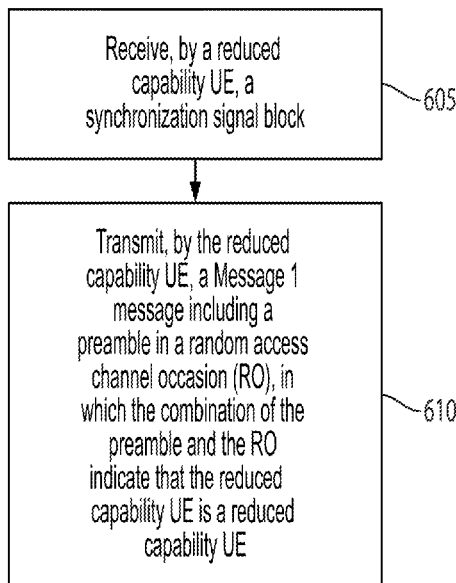 Receive, by a reduced
capability UE, a
synchronization signal block
605
Transmit, by the reduced
capability UE, a Message 1
message including a
preamble in a random access
channel occasion (RO), in
which the combination of the
preamble and the RO
indicate that the reduced
capability UE is a reduced
capability UE
610